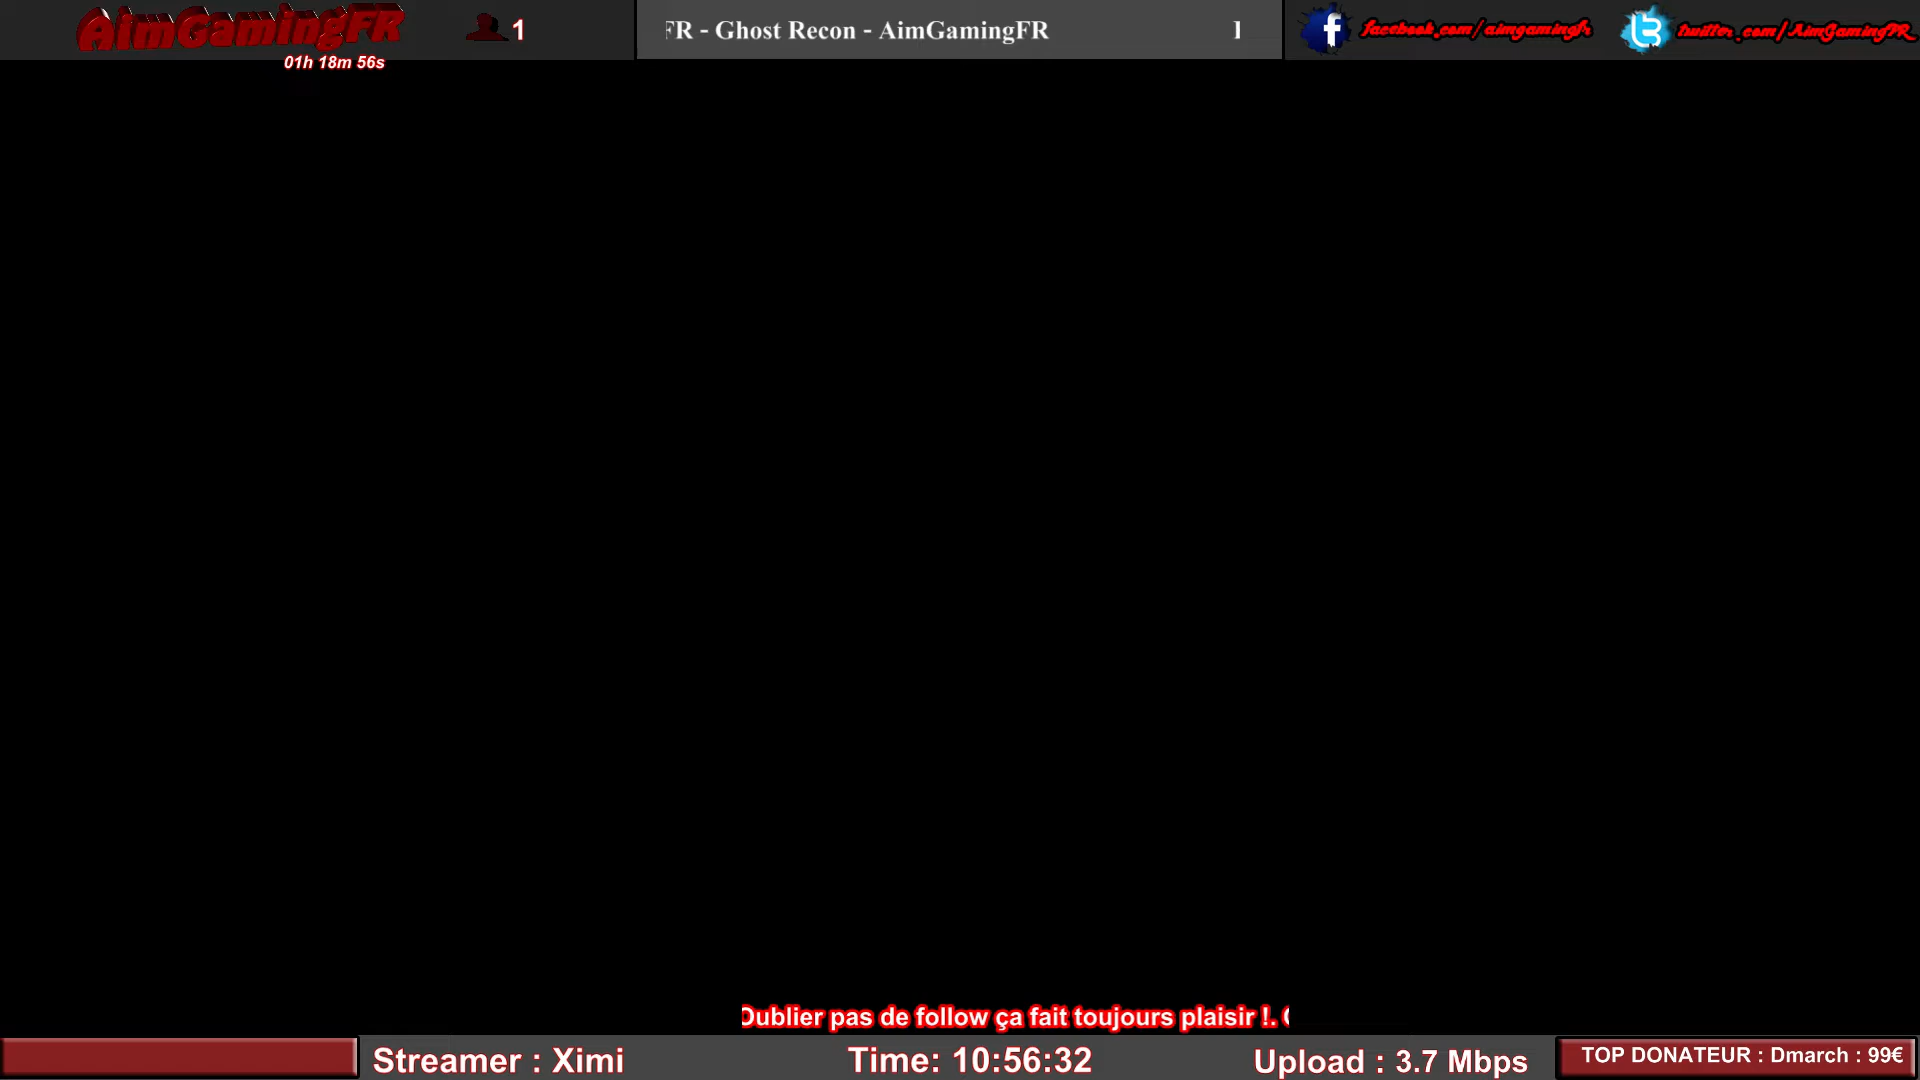 AimGamingFR
1
FR - Ghost Recon - AimGamingFR
facebook.com/aimgamingfr
twitter.com/AimGamingFR
01h 18m 56s
Oublier pas de follow ça fait toujours plaisir !.
Streamer : Ximi
Time: 10:56:32
Upload : 3.7 Mbps
TOP DONATEUR : Dmarch : 99€